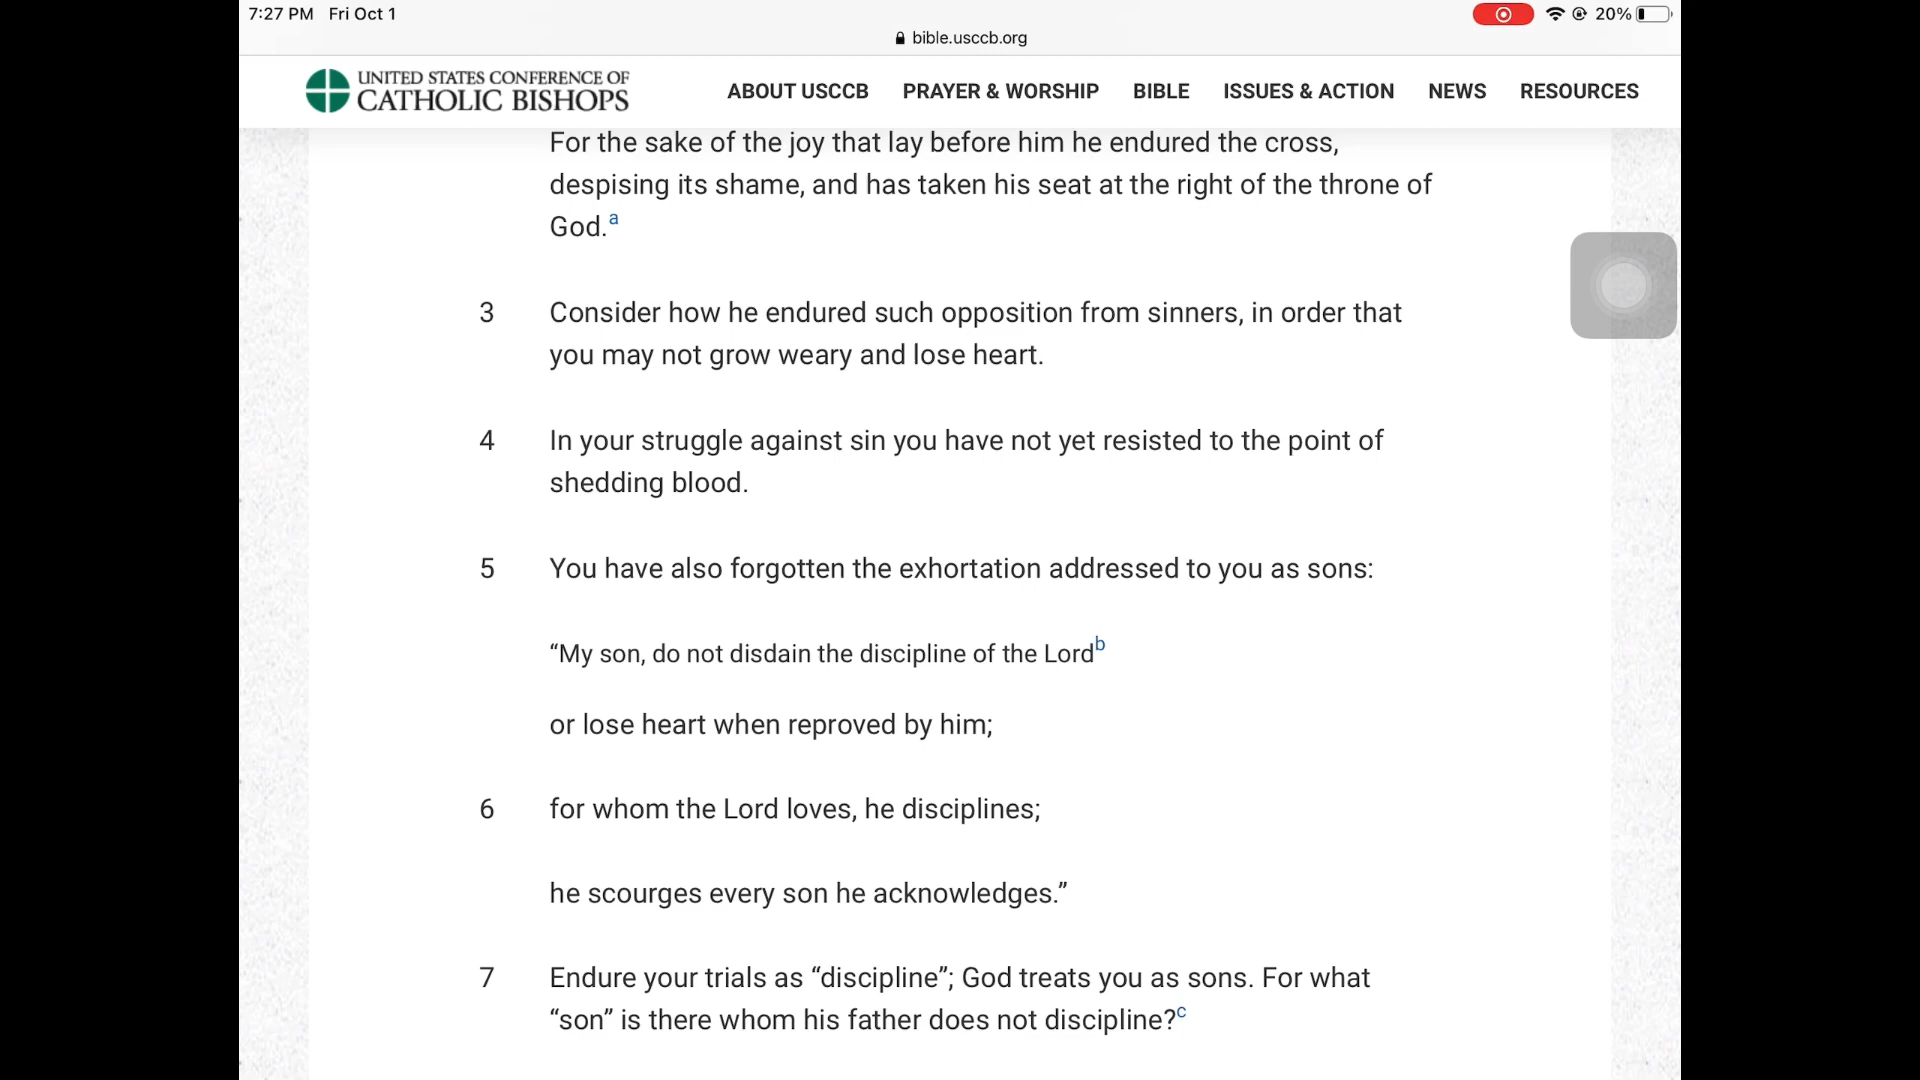 7:27 PM Fri Oct 1
20%
bible.usccb.org
UNITED STATES CONFERENCE OF
CATHOLIC BISHOPS
ABOUT USCCB PRAYER & WORSHIP BIBLE ISSUES & ACTION NEWS RESOURCES
For the sake of the joy that lay before him he endured the cross,
despising its shame, and has taken his seat at the right of the throne of
God.a
3 Consider how he endured such opposition from sinners, in order that
you may not grow weary and lose heart.
4 In your struggle against sin you have not yet resisted to the point of
shedding blood.
5 You have also forgotten the exhortation addressed to you as sons:
“My son, do not disdain the discipline of the Lordb
or lose heart when reproved by him;
6 for whom the Lord loves, he disciplines;
he scourges every son he acknowledges.”
7 Endure your trials as “discipline”; God treats you as sons. For what
“son” is there whom his father does not discipline?c